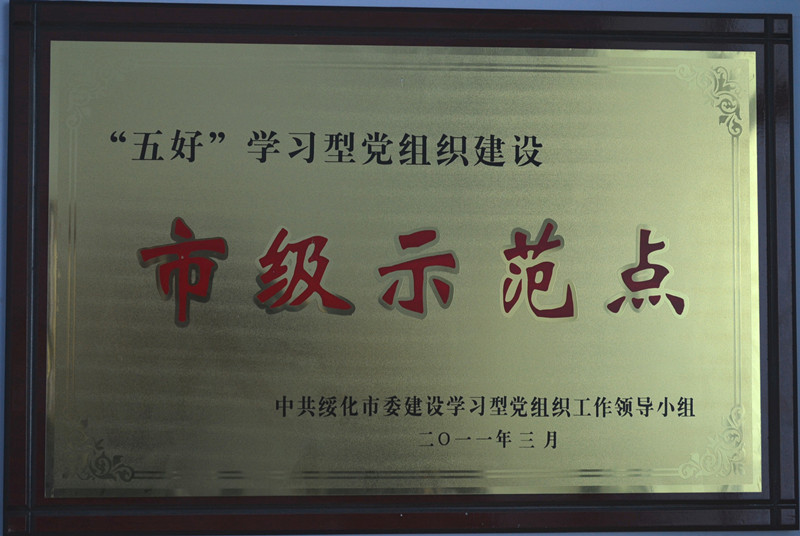 “五好”学习型党组织建设
市级示范点
中共绥化市委建设学习型党组织工作领导小组
二〇一一年三月